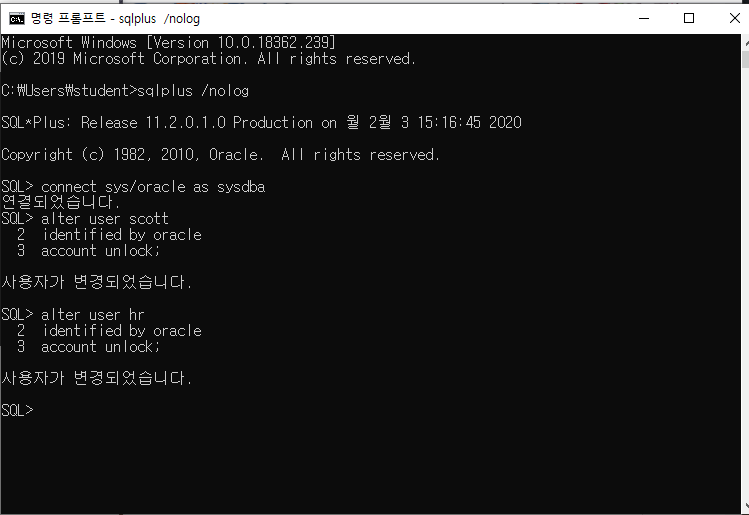 명령 프롬프트 - sqlplus /nolog
Microsoft Windows [Version 10.0.18362.239]
(c) 2019 Microsoft Corporation. All rights reserved.
C:₩Users₩student>sqlplus /nolog
SQL*Plus: Release 11.2.0.1.0 Production on 월 2월 3 15:16:45 2020
Copyright (c) 1982, 2010, Oracle.  All rights reserved.
SQL> connect sys/oracle as sysdba
연결되었습니다.
SQL> alter user scott
  2  identified by oracle
  3  account unlock;
사용자가 변경되었습니다.
SQL> alter user hr
  2  identified by oracle
  3  account unlock;
사용자가 변경되었습니다.
SQL>